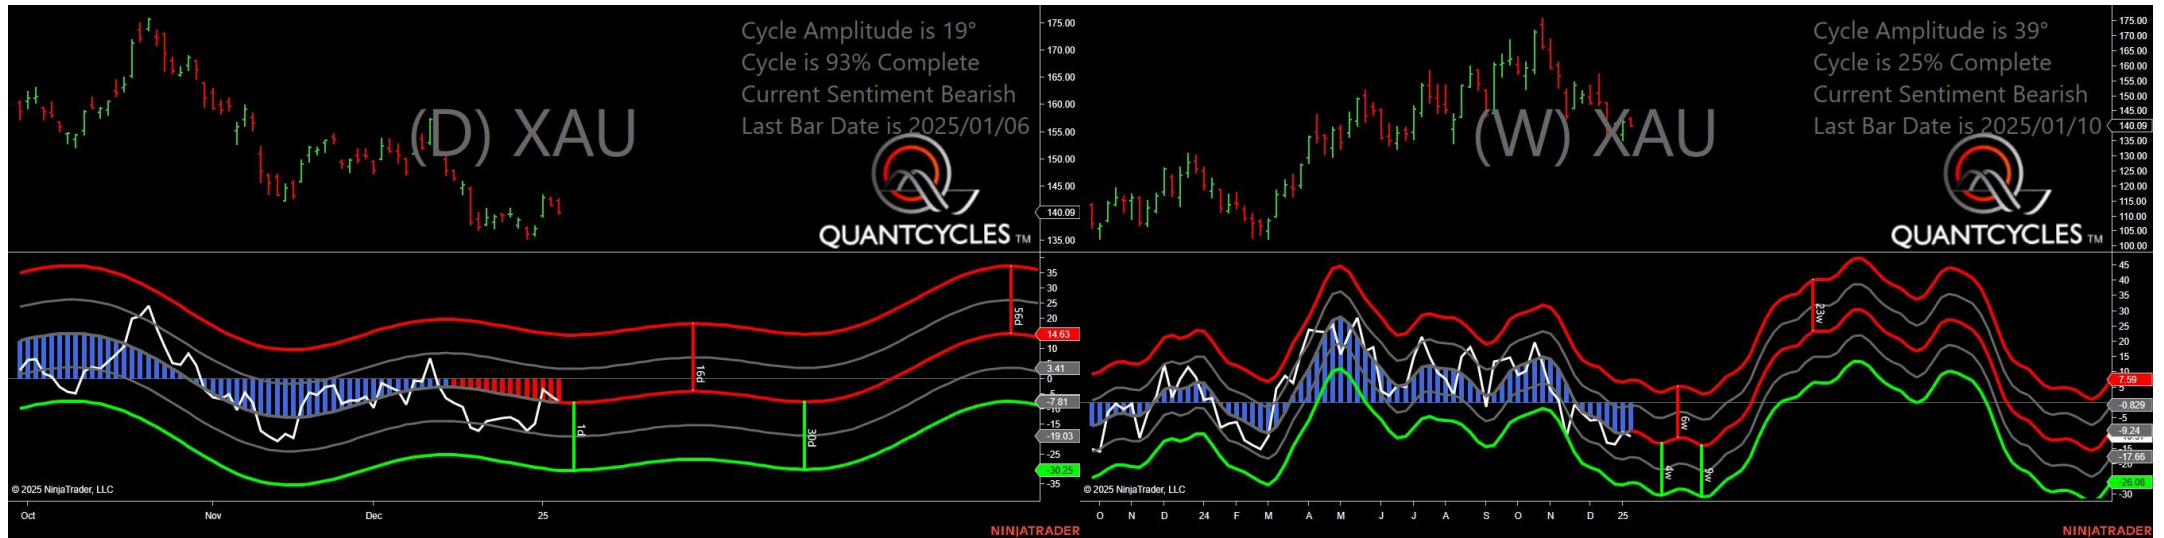 Cycle Amplitude is 19°
Cycle is 93% Complete
Current Sentiment Bearish
Last Bar Date is 2025/01/06
(D) XAU
QUANTCYCLES TM
175.00
170.00
165.00
160.00
155.00
150.00
145.00
140.09
135.00
35
30
25
20
14.63
10
3.41
0
-7.81
-15
-19.03
-25
-30.25
-35
1d
16d
30d
56d
© 2025 NinjaTrader, LLC
Oct
Nov
Dec
25
NINJATRADER
Cycle Amplitude is 39°
Cycle is 25% Complete
Current Sentiment Bearish
Last Bar Date is 2025/01/10
(W) XAU
QUANTCYCLES TM
175.00
170.00
165.00
160.00
155.00
150.00
145.00
140.09
135.00
130.00
125.00
120.00
115.00
110.00
105.00
100.00
45
40
35
30
25
20
15
10
7.59
-0.829
-5
-9.24
-15
-17.66
-20
-26.08
-30
4w
6w
9w
23w
© 2025 NinjaTrader, LLC
O N D 24 F M A M J J A S O N D 25
NINJATRADER